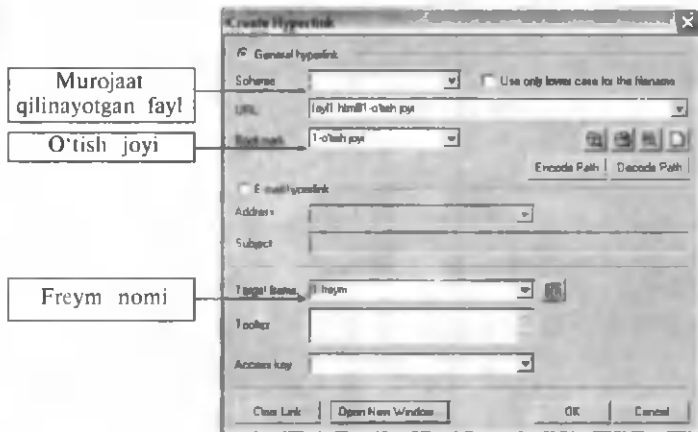 Kreate Hyperlink
General hyperlink
Murojaat
qilinayotgan fayl
Scheme
Use only lower case for the filename
URL
fayl1.html#1-o'tish joyi
O'tish joyi
Bookmark
1-o'tish joyi
Encode Path
Decode Path
E-mail hyperlink
Address
Subject
Freym nomi
Target frame
1-freym
Tooltip
Access key
Clear Link
Open New Window
OK
Cancel